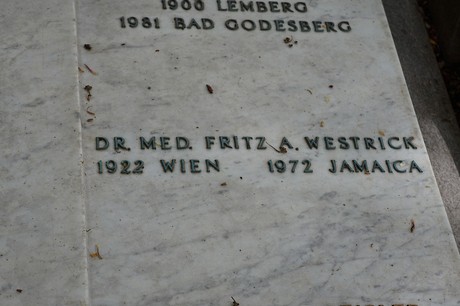 1900 LEMBERG
1981 BAD GODESBERG
DR. MED. FRITZ A. WESTRICK
1922 WIEN 1972 JAMAICA